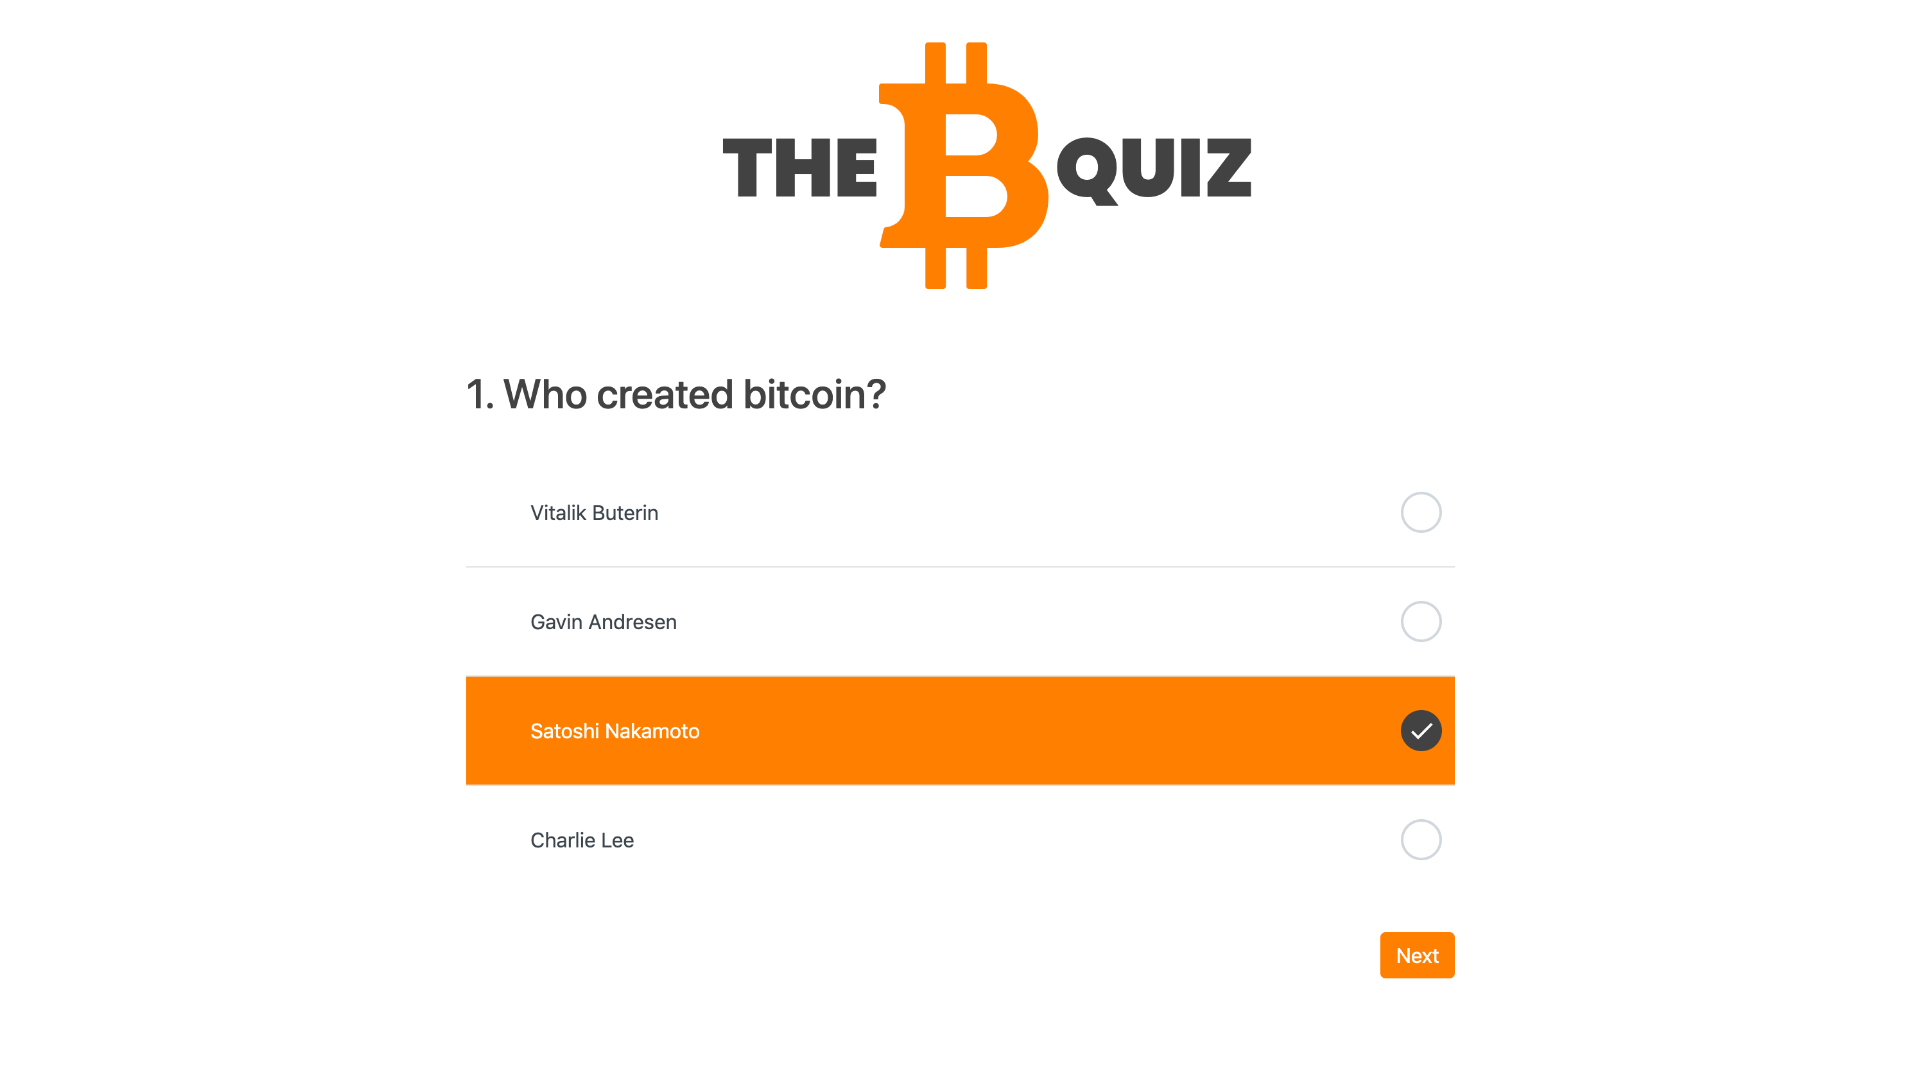 THE B QUIZ
1. Who created bitcoin?
Vitalik Buterin
Gavin Andresen
Satoshi Nakamoto
Charlie Lee
Next